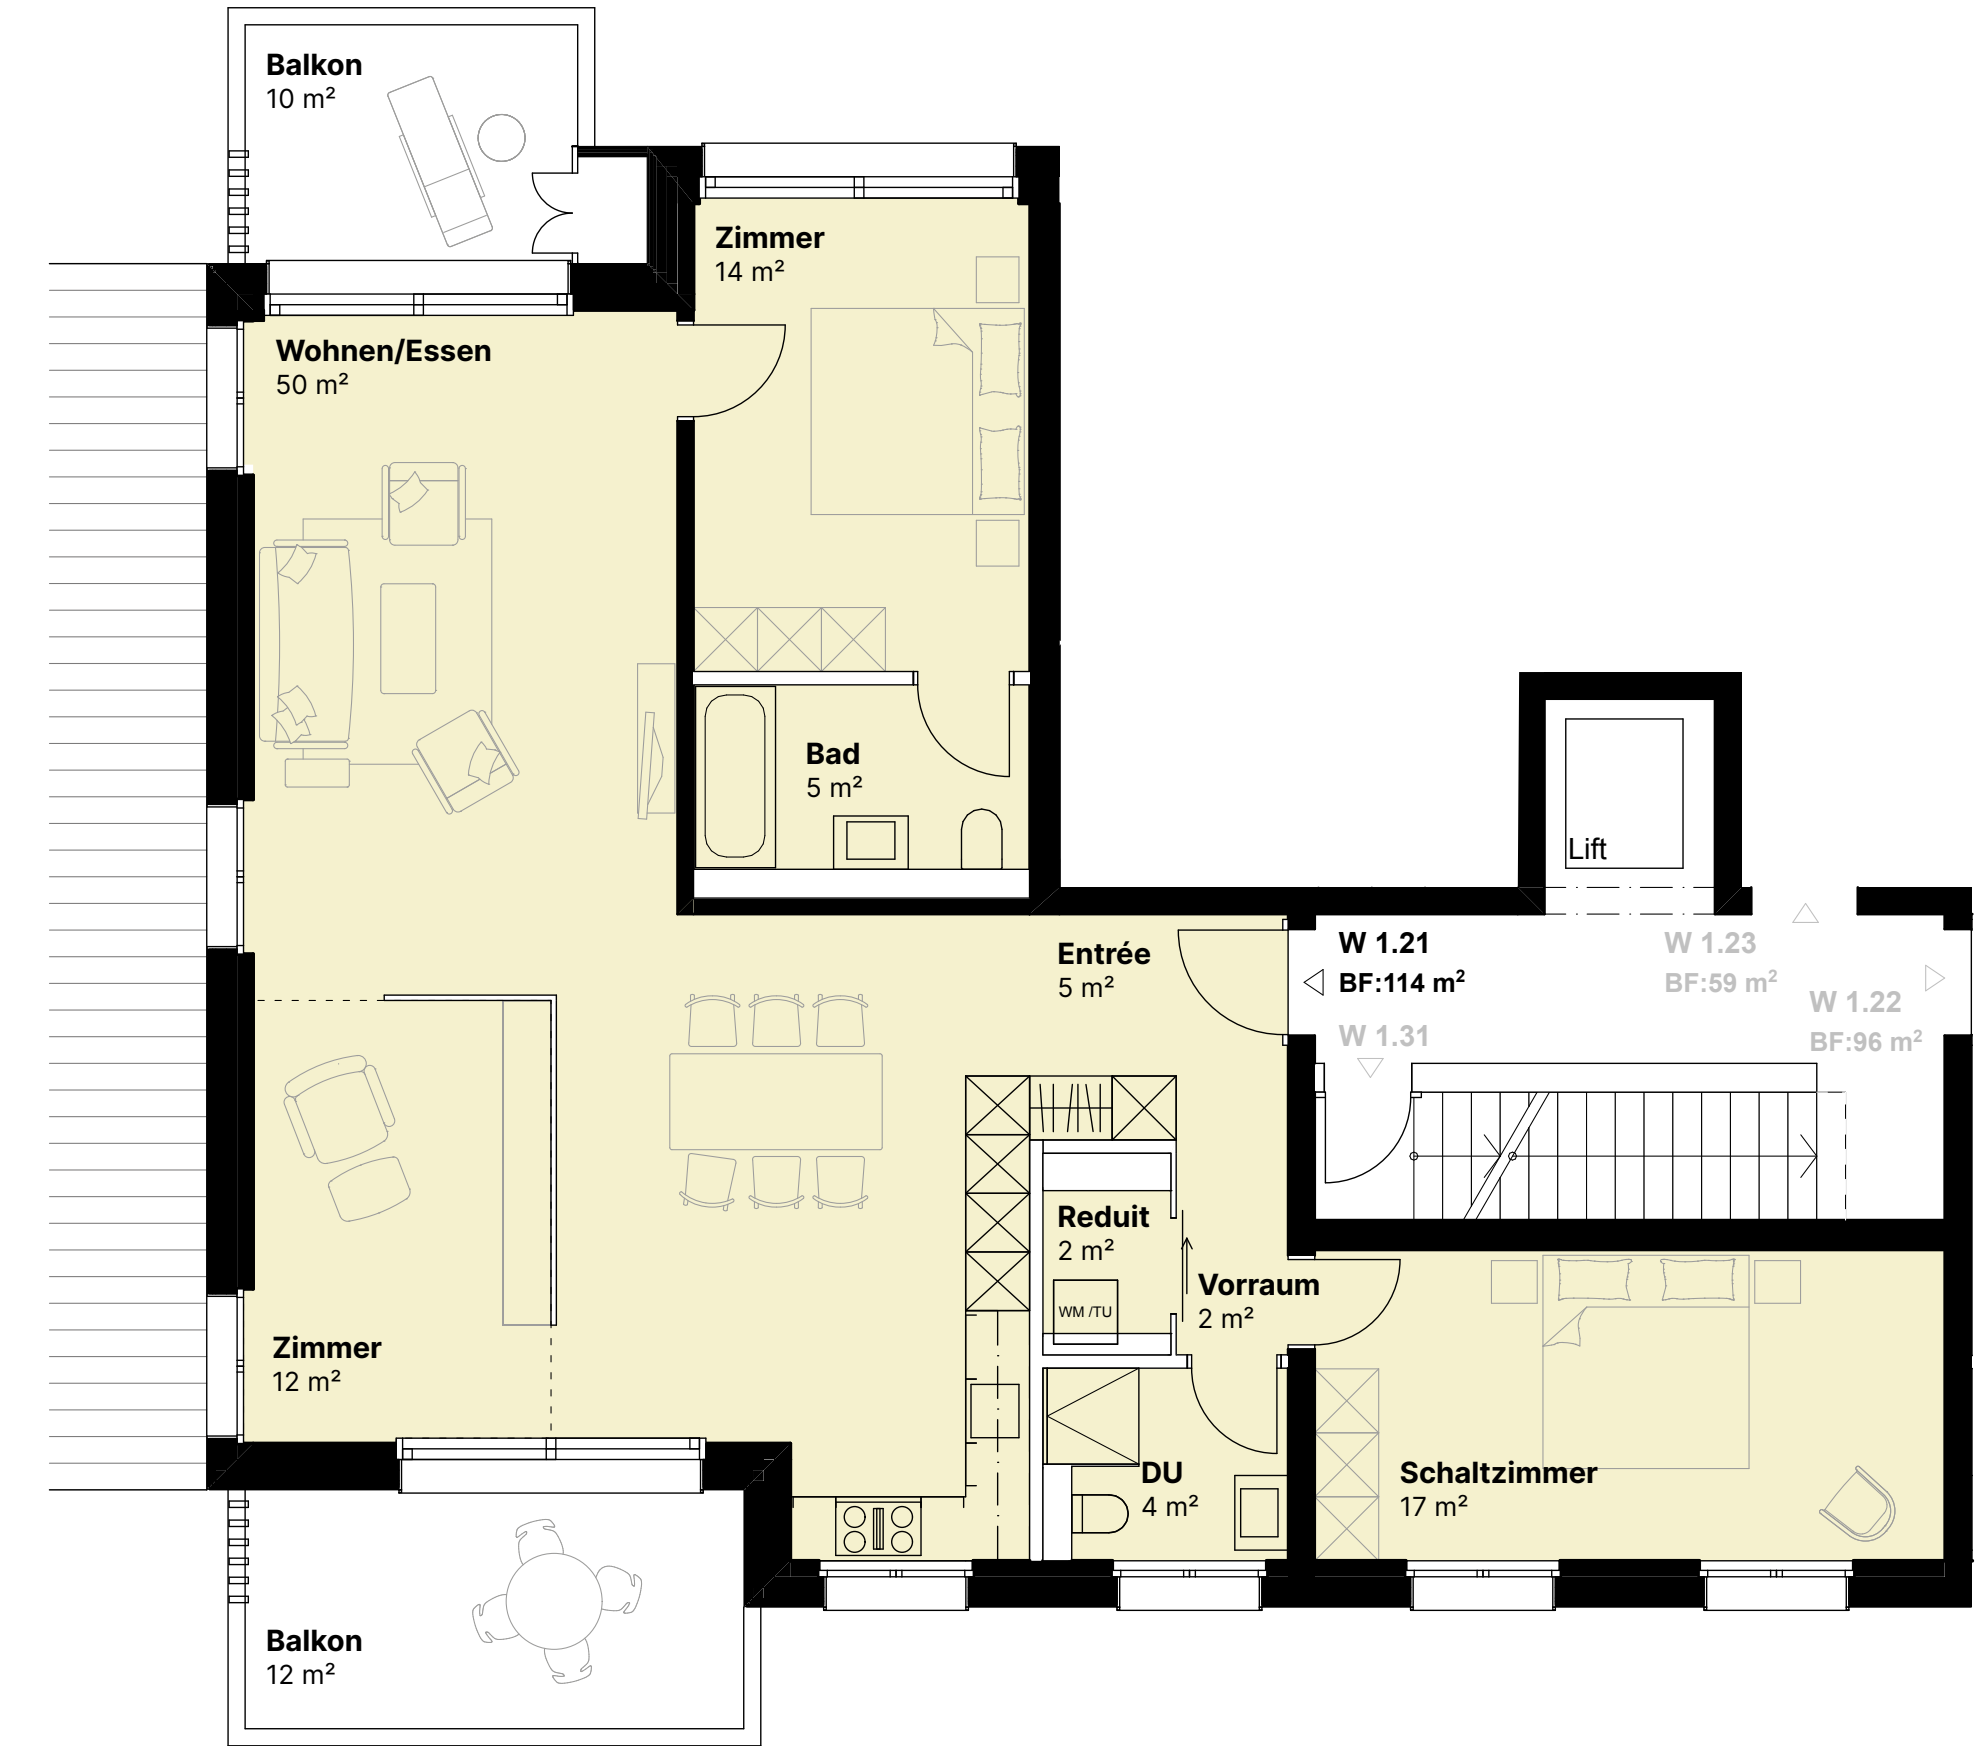 Balkon
10 m²
Zimmer
14 m²
Wohnen/Essen
50 m²
Bad
5 m²
Lift
Entrée
5 m²
W 1.21
BF:114 m²
W 1.31
W 1.23
BF:59 m²
W 1.22
BF:96 m²
Reduit
2 m²
WM /TU
Vorraum
2 m²
Zimmer
12 m²
DU
4 m²
Schaltzimmer
17 m²
Balkon
12 m²